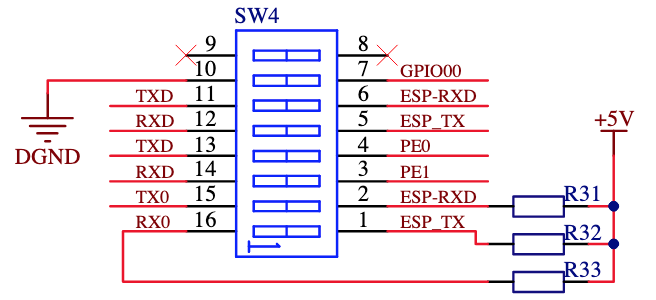 SW4
9 8
10 7 GPIO00
TXD 11 6 ESP-RXD
RXD 12 5 ESP_TX
+5V
TXD 13 4 PE0
DGND
RXD 14 3 PE1
TX0 15 2 ESP-RXD R31
RX0 16 1 ESP_TX R32
1
R33